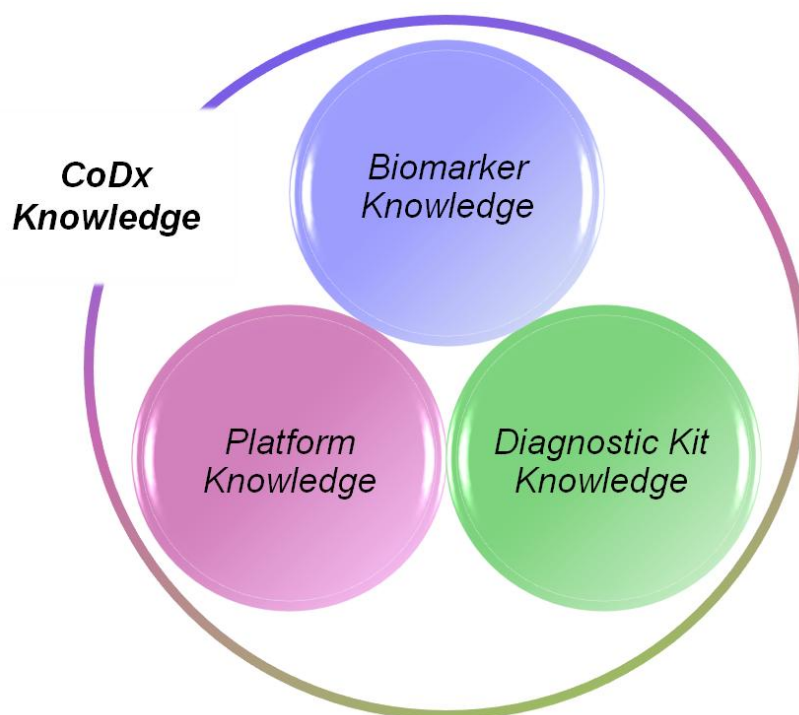 CoDx
Knowledge
Biomarker
Knowledge
Platform
Knowledge
Diagnostic Kit
Knowledge